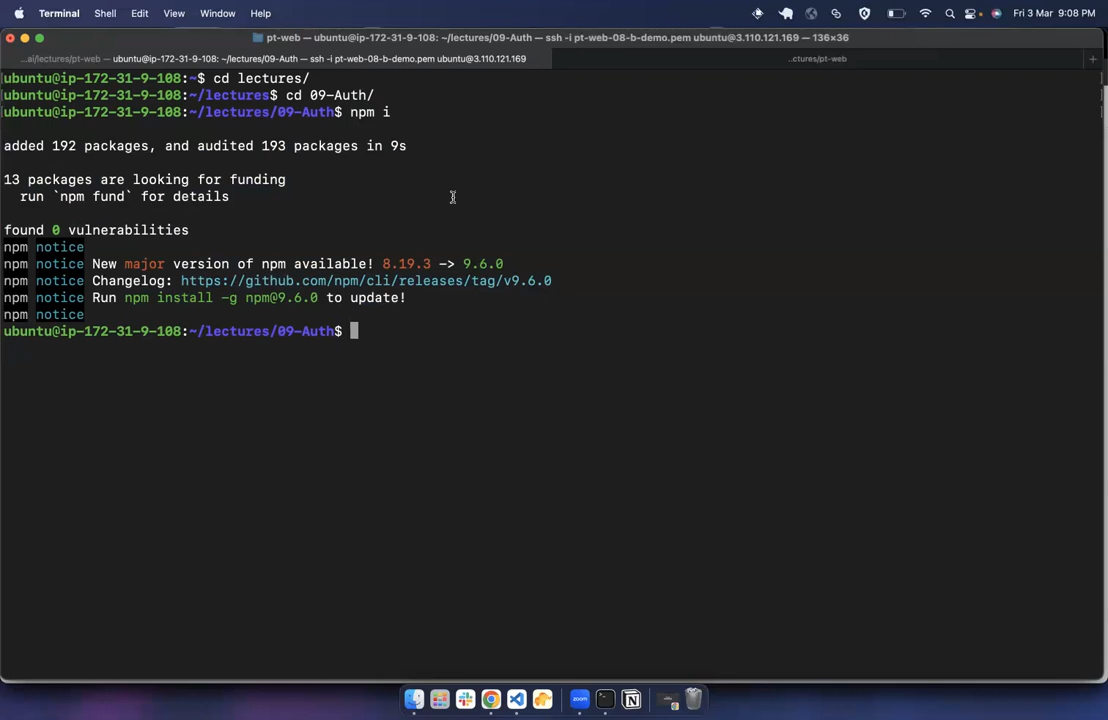 Terminal Shell Edit View Window Help Fri 3 Mar 9:08 PM
pt-web — ubuntu@ip-172-31-9-108: ~/lectures/09-Auth — ssh -i pt-web-08-b-demo.pem ubuntu@3.110.121.169 — 136×36
...ai/lectures/pt-web — ubuntu@ip-172-31-9-108: ~/lectures/09-Auth — ssh -i pt-web-08-b-demo.pem ubuntu@3.110.121.169 ...ctures/pt-web
ubuntu@ip-172-31-9-108:~$ cd lectures/
ubuntu@ip-172-31-9-108:~/lectures$ cd 09-Auth/
ubuntu@ip-172-31-9-108:~/lectures/09-Auth$ npm i
added 192 packages, and audited 193 packages in 9s
13 packages are looking for funding
run `npm fund` for details
found 0 vulnerabilities
npm notice
npm notice New major version of npm available! 8.19.3 -> 9.6.0
npm notice Changelog: https://github.com/npm/cli/releases/tag/v9.6.0
npm notice Run npm install -g npm@9.6.0 to update!
npm notice
ubuntu@ip-172-31-9-108:~/lectures/09-Auth$
zoom